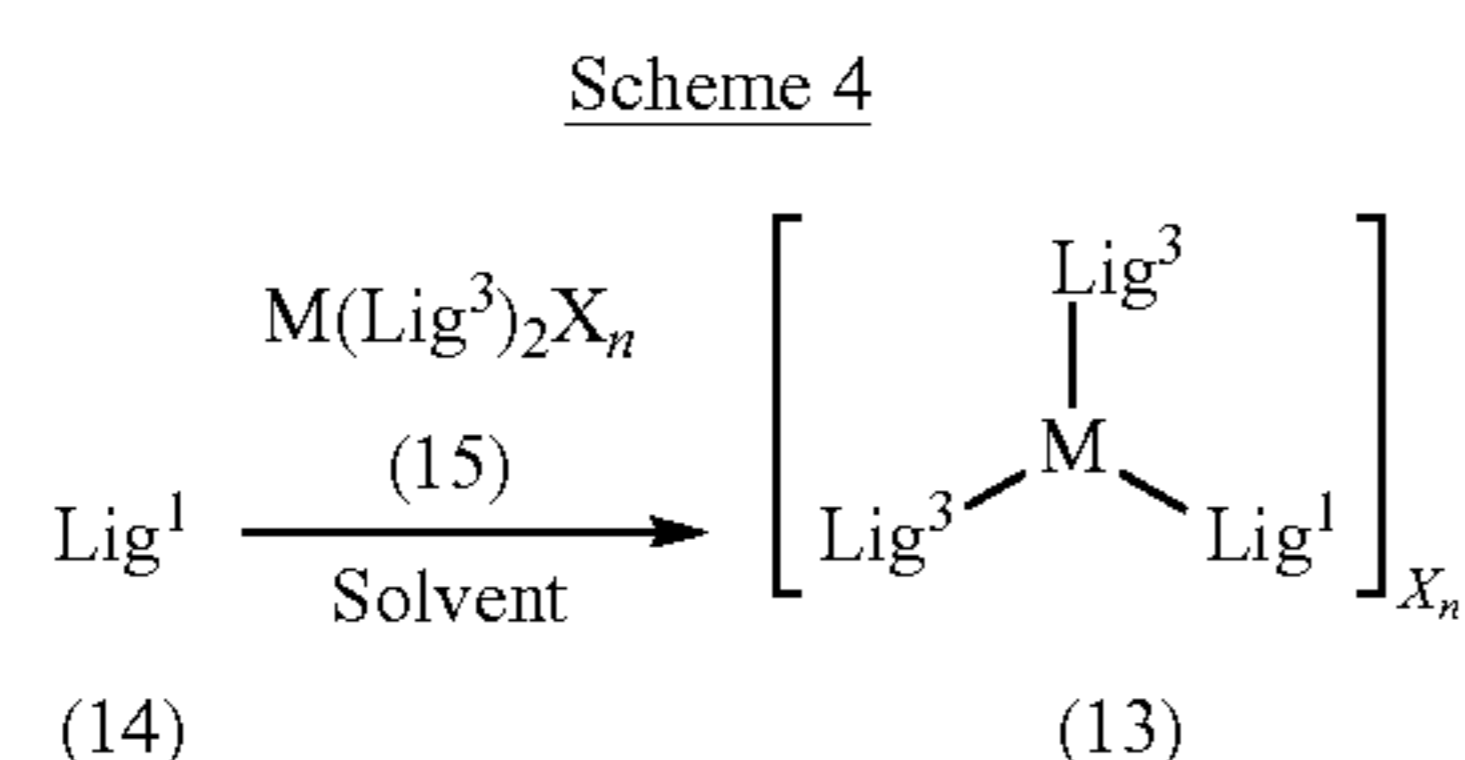 Scheme 4
M(Lig³)₂Xₙ
(15)
Lig¹
Solvent
(14)
Lig³
M
Lig³
Lig¹
Xₙ
(13)